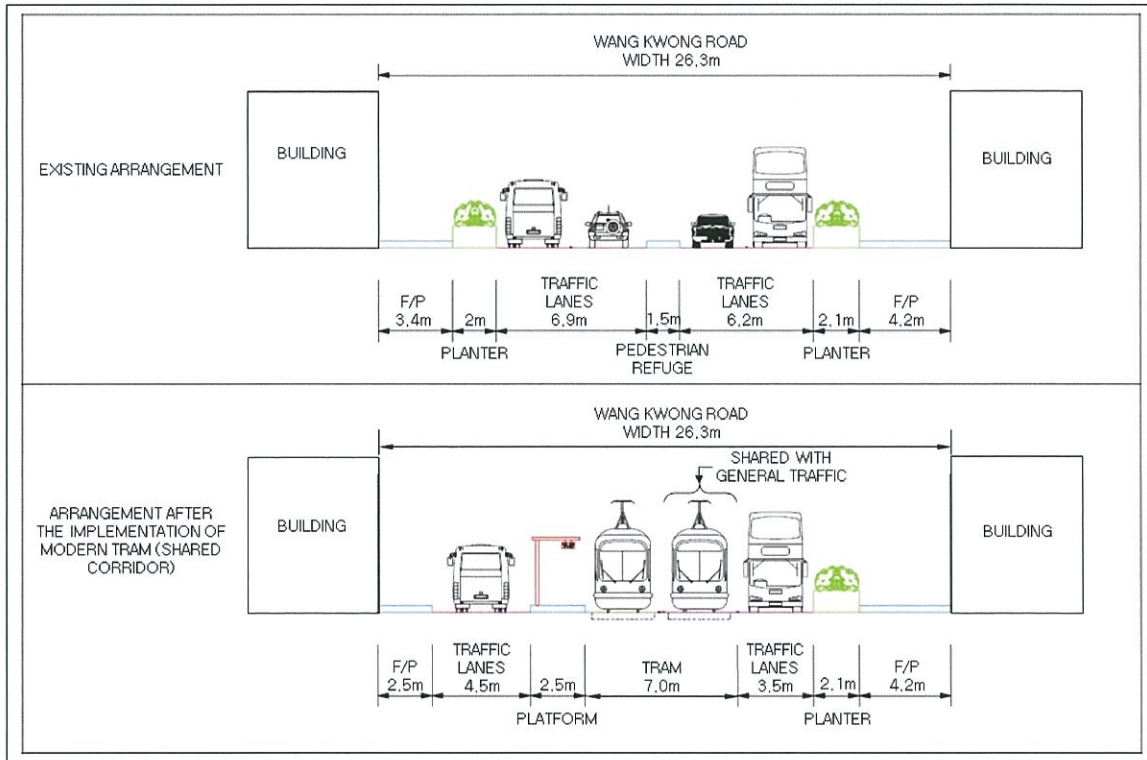 WANG KWONG ROAD
WIDTH 26.3m
EXISTING ARRANGEMENT
BUILDING
BUILDING
F/P
3.4m
2m
PLANTER
TRAFFIC
LANES
6.9m
1.5m
PEDESTRIAN
REFUGE
TRAFFIC
LANES
6.2m
2.1m
PLANTER
F/P
4.2m
WANG KWONG ROAD
WIDTH 26.3m
SHARED WITH
GENERAL TRAFFIC
ARRANGEMENT AFTER
THE IMPLEMENTATION OF
MODERN TRAM (SHARED
CORRIDOR)
BUILDING
BUILDING
F/P
2.5m
TRAFFIC
LANES
4.5m
2.5m
PLATFORM
TRAM
7.0m
TRAFFIC
LANES
3.5m
2.1m
PLANTER
F/P
4.2m